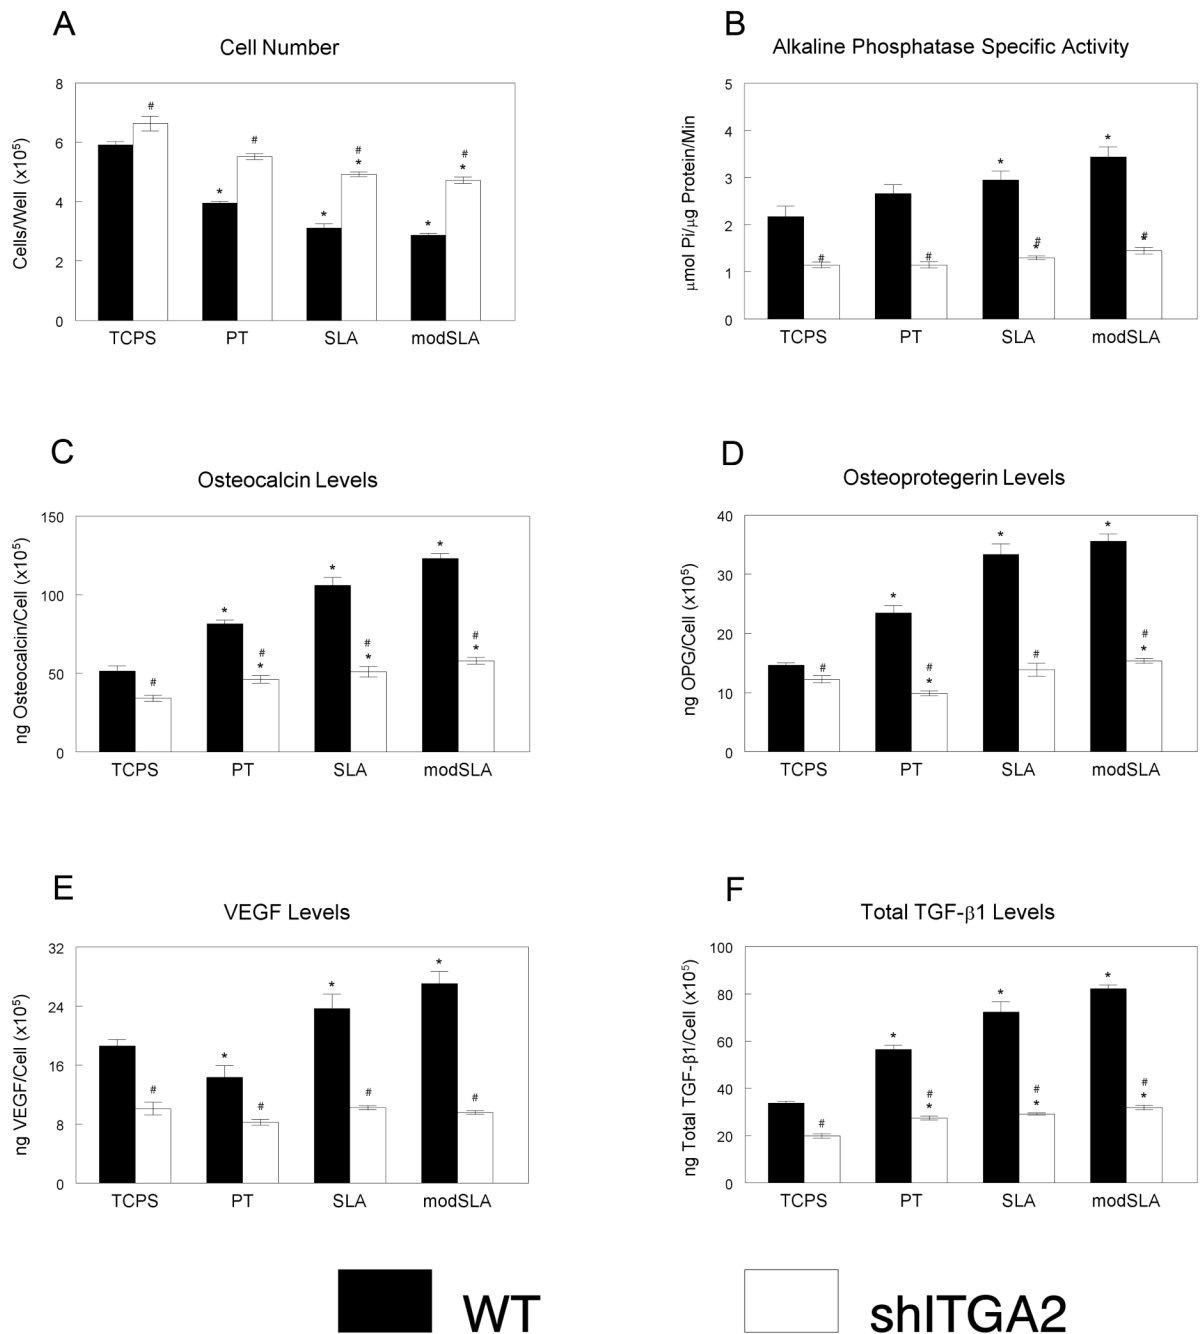 A
Cell Number
Cells/Well (x10⁵)
8
6
4
2
0
#
* #
* # *
* # *
TCPS PT SLA modSLA
B
Alkaline Phosphatase Specific Activity
μmol Pi/μg Protein/Min
5
4
3
2
1
0
#
#
* # *
* # *
TCPS PT SLA modSLA
C
Osteocalcin Levels
ng Osteocalcin/Cell (x10⁵)
150
100
50
0
#
* # *
* # *
* # *
TCPS PT SLA modSLA
D
Osteoprotegerin Levels
ng OPG/Cell (x10⁵)
40
30
20
10
0
#
* # *
* #
* # *
TCPS PT SLA modSLA
E
VEGF Levels
ng VEGF/Cell (x10⁵)
32
24
16
8
0
#
* #
* #
* #
TCPS PT SLA modSLA
F
Total TGF-β1 Levels
ng Total TGF-β1/Cell (x10⁵)
100
80
60
40
20
0
#
* # *
* # *
* # *
TCPS PT SLA modSLA
WT
shITGA2